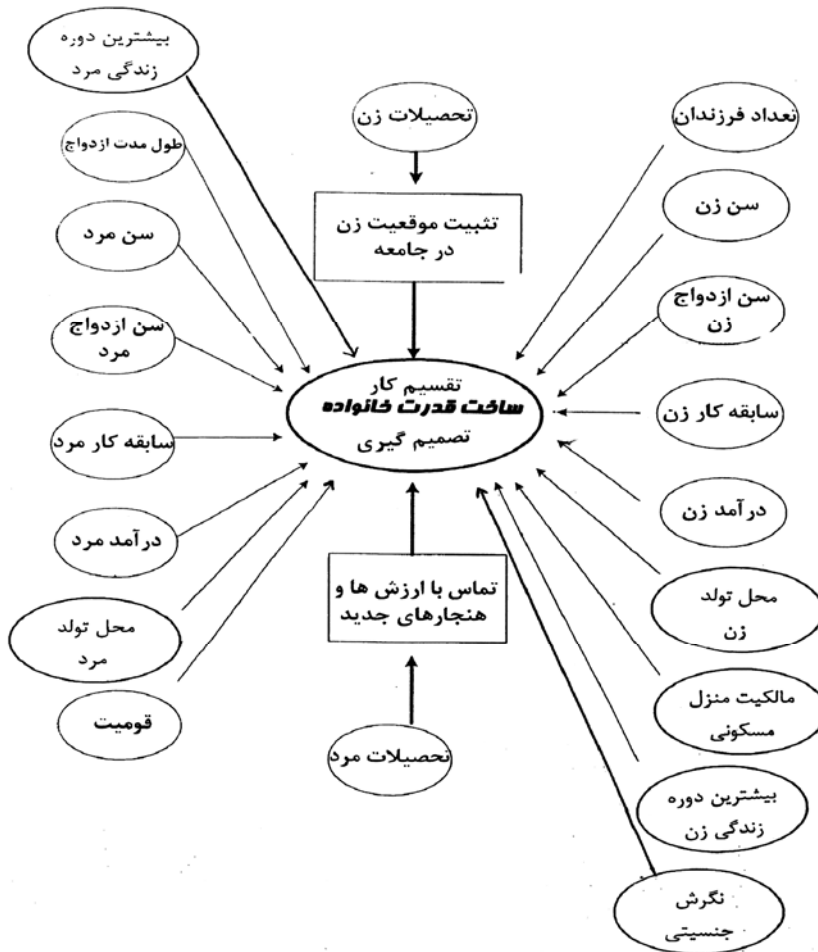 بیشترین دوره
زندگی مرد
تحصیلات زن
تعداد فرزندان
طول مدت ازدواج
سن زن
تثبیت موقعیت زن
در جامعه
سن مرد
سن ازدواج
زن
سن ازدواج
مرد
تقسیم کار
ساخت قدرت خانواده
تصمیم گیری
سابقه کار زن
سابقه کار مرد
درآمد زن
درآمد مرد
تماس با ارزش ها و
هنجارهای جدید
محل تولد
زن
محل تولد
مرد
مالکیت منزل
مسکونی
قومیت
تحصیلات مرد
بیشترین دوره
زندگی زن
نگرش
جنسیتی